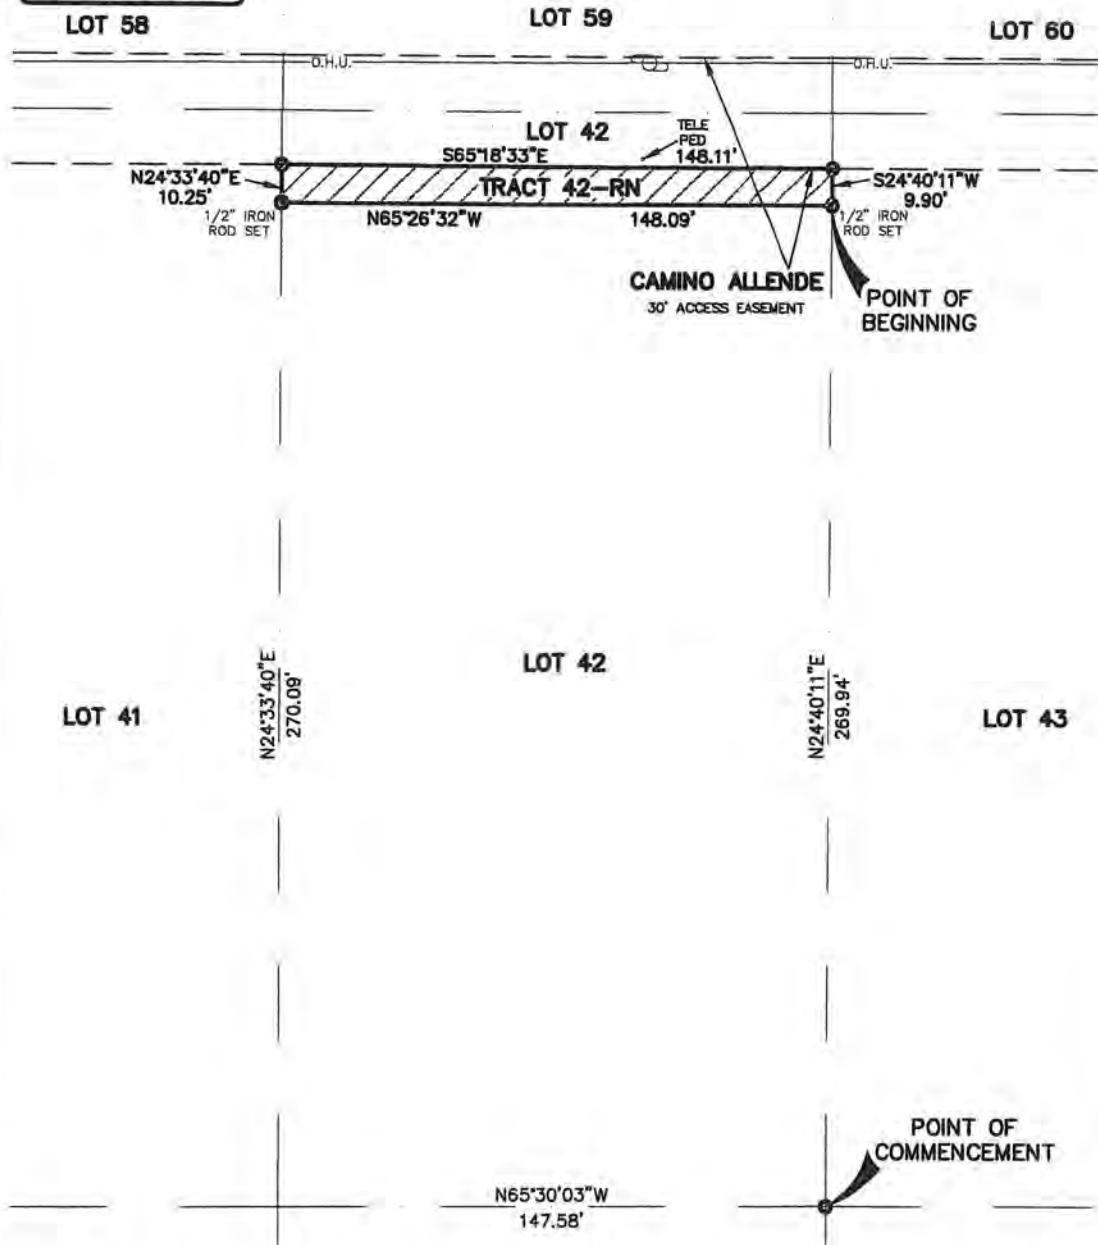 LOT 58
LOT 59
LOT 60
O.H.U.
O.H.U.
LOT 42
TELE
PED
S65°18'33"E
148.11'
N24°33'40"E
10.25'
TRACT 42-RN
S24°40'11"W
9.90'
1/2" IRON
ROD SET
N65°26'32"W
148.09'
1/2" IRON
ROD SET
CAMINO ALLENDE
30' ACCESS EASEMENT
POINT OF
BEGINNING
LOT 41
N24°33'40"E
270.09'
LOT 42
N24°40'11"E
269.94'
LOT 43
POINT OF
COMMENCEMENT
N65°30'03"W
147.58'